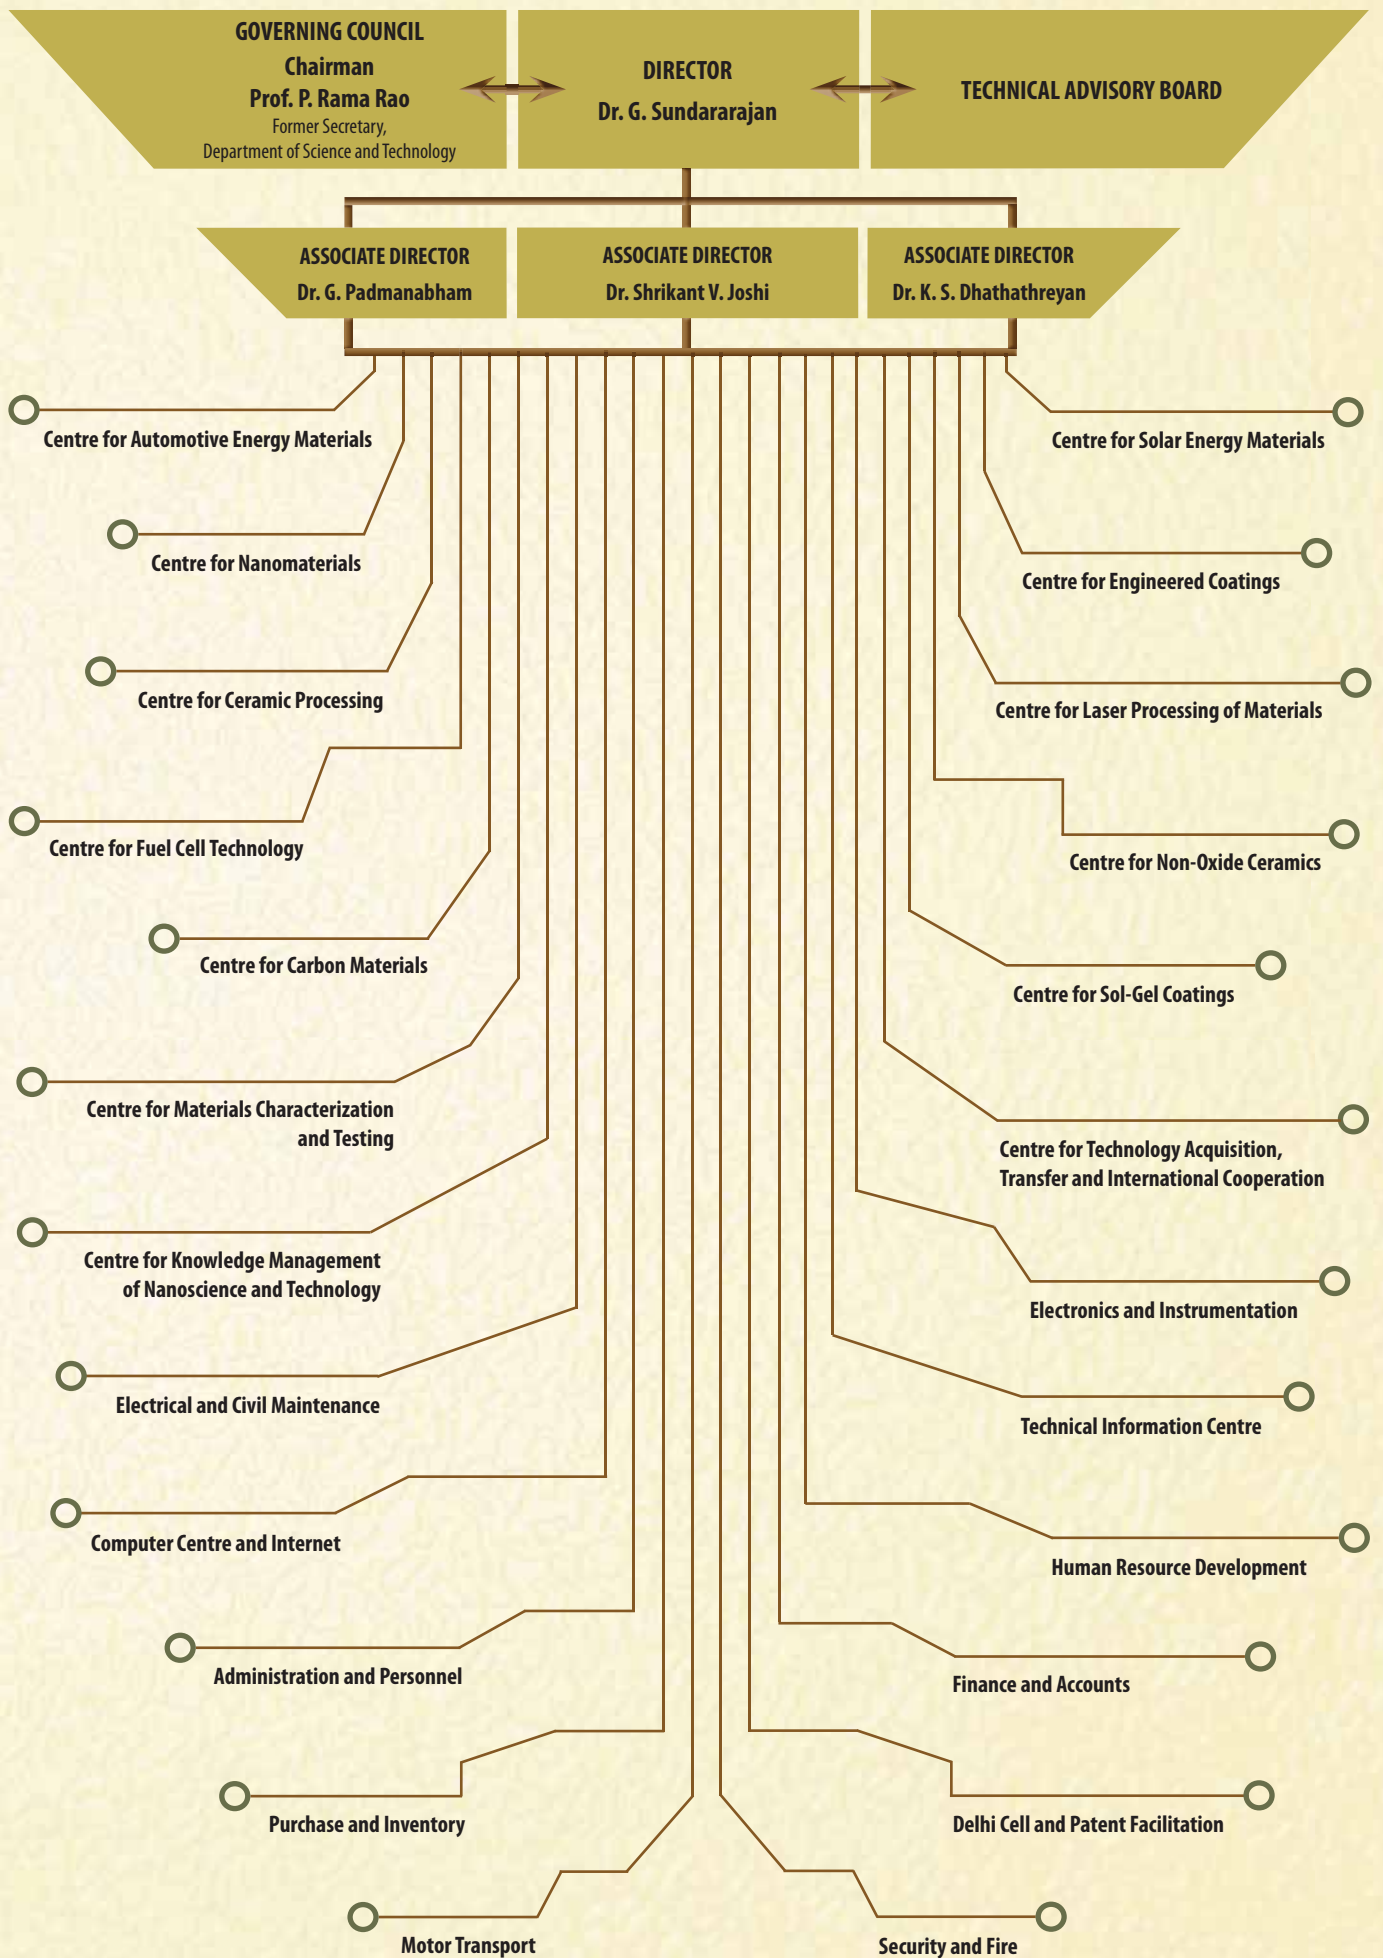 GOVERNING COUNCIL
Chairman
Prof. P. Rama Rao
Former Secretary,
Department of Science and Technology
DIRECTOR
Dr. G. Sundararajan
TECHNICAL ADVISORY BOARD
ASSOCIATE DIRECTOR
Dr. G. Padmanabham
ASSOCIATE DIRECTOR
Dr. Shrikant V. Joshi
ASSOCIATE DIRECTOR
Dr. K. S. Dhathathreyan
Centre for Automotive Energy Materials
Centre for Solar Energy Materials
Centre for Nanomaterials
Centre for Engineered Coatings
Centre for Ceramic Processing
Centre for Laser Processing of Materials
Centre for Fuel Cell Technology
Centre for Non-Oxide Ceramics
Centre for Carbon Materials
Centre for Sol-Gel Coatings
Centre for Materials Characterization
and Testing
Centre for Technology Acquisition,
Transfer and International Cooperation
Centre for Knowledge Management
of Nanoscience and Technology
Electronics and Instrumentation
Electrical and Civil Maintenance
Technical Information Centre
Computer Centre and Internet
Human Resource Development
Administration and Personnel
Finance and Accounts
Purchase and Inventory
Delhi Cell and Patent Facilitation
Motor Transport
Security and Fire